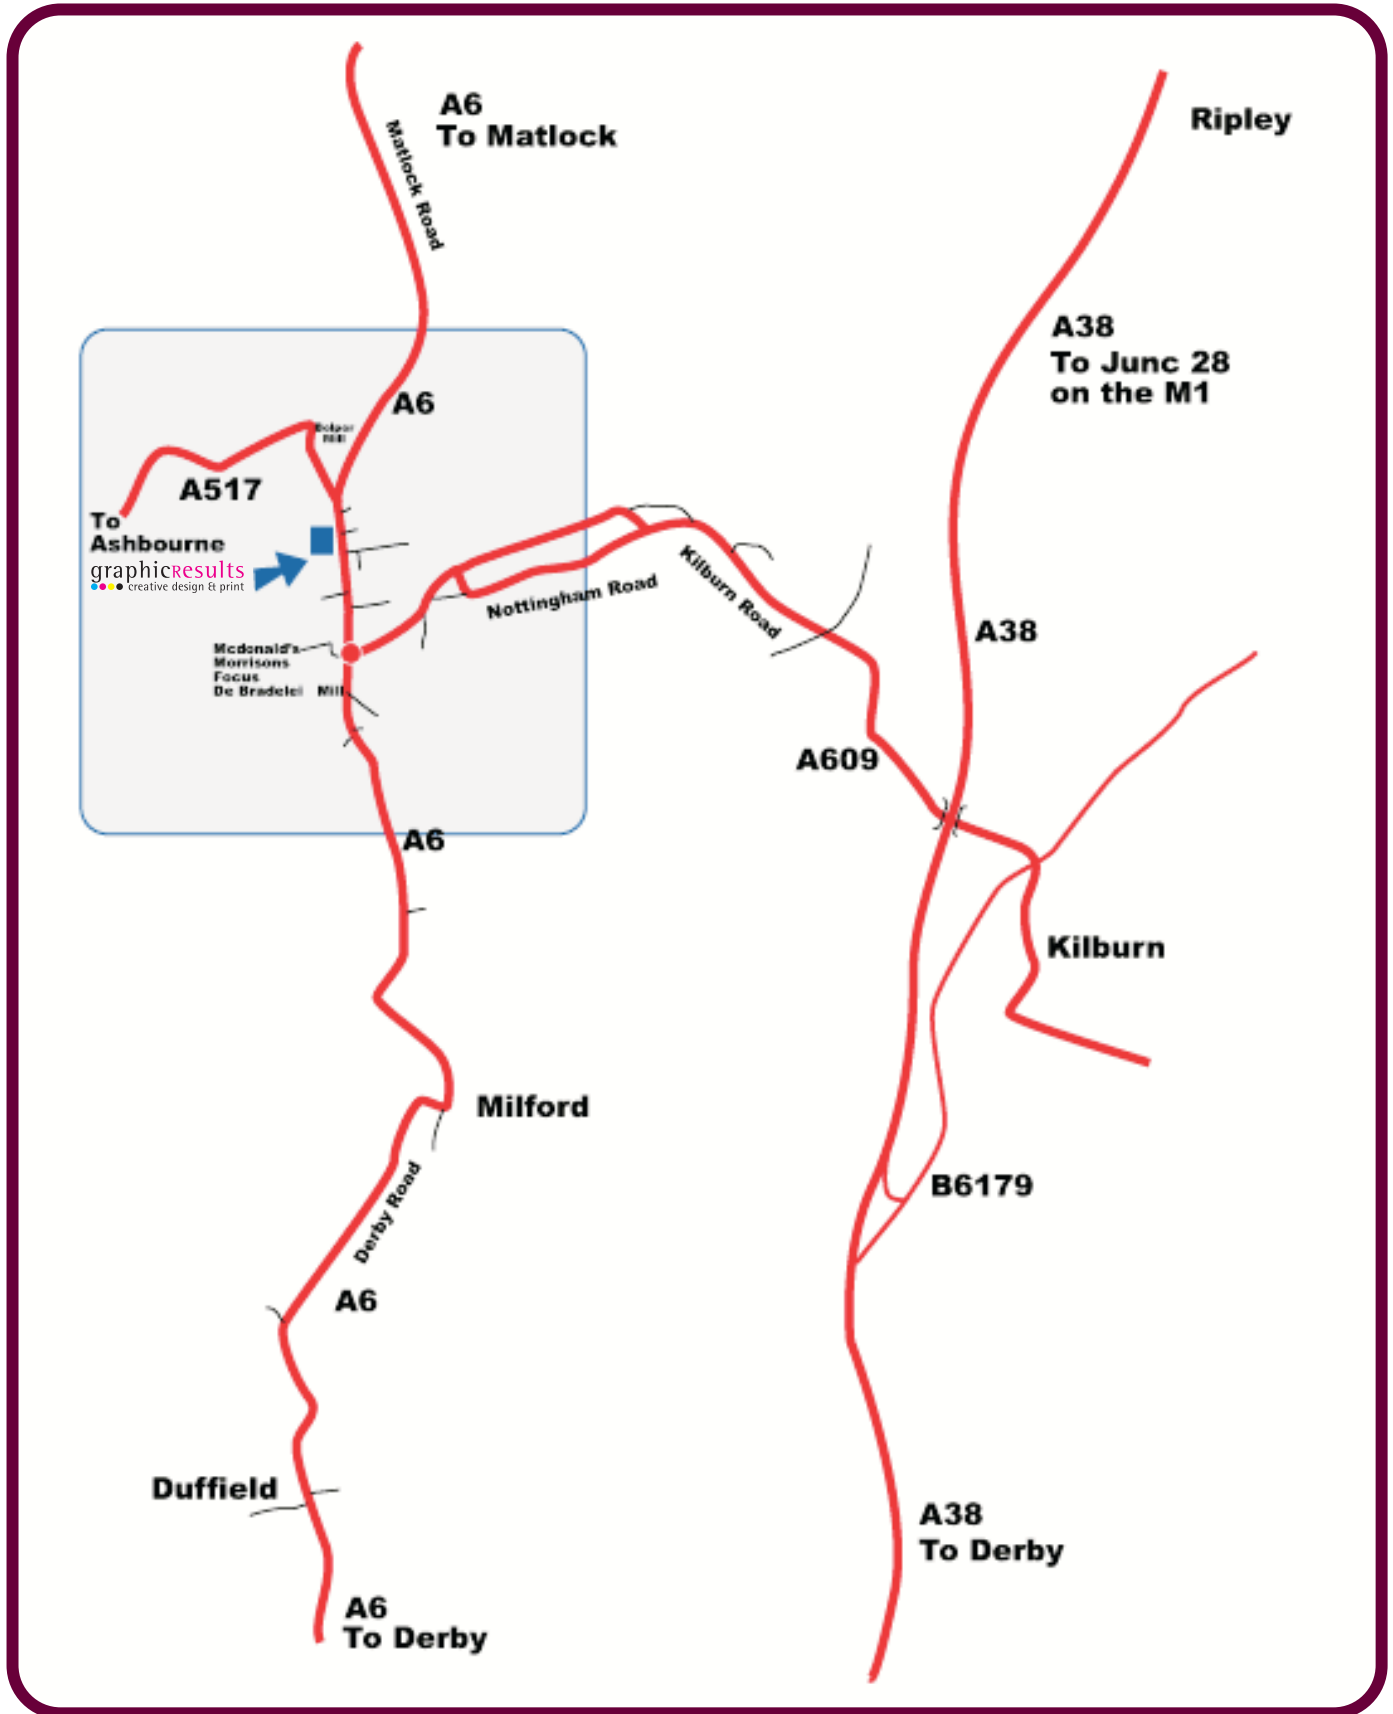 A6
To Matlock
Matlock Road
Ripley
A38
To Junc 28
on the M1
A6
Belper
Mill
A517
To
Ashbourne
graphicRESULTS
creative design & print
Nottingham Road
Kilburn Road
A38
Mcdonald's
Morrisons
Focus
De Bradelei Mill
A609
A6
Kilburn
Milford
Derby Road
B6179
A6
Duffield
A38
To Derby
A6
To Derby